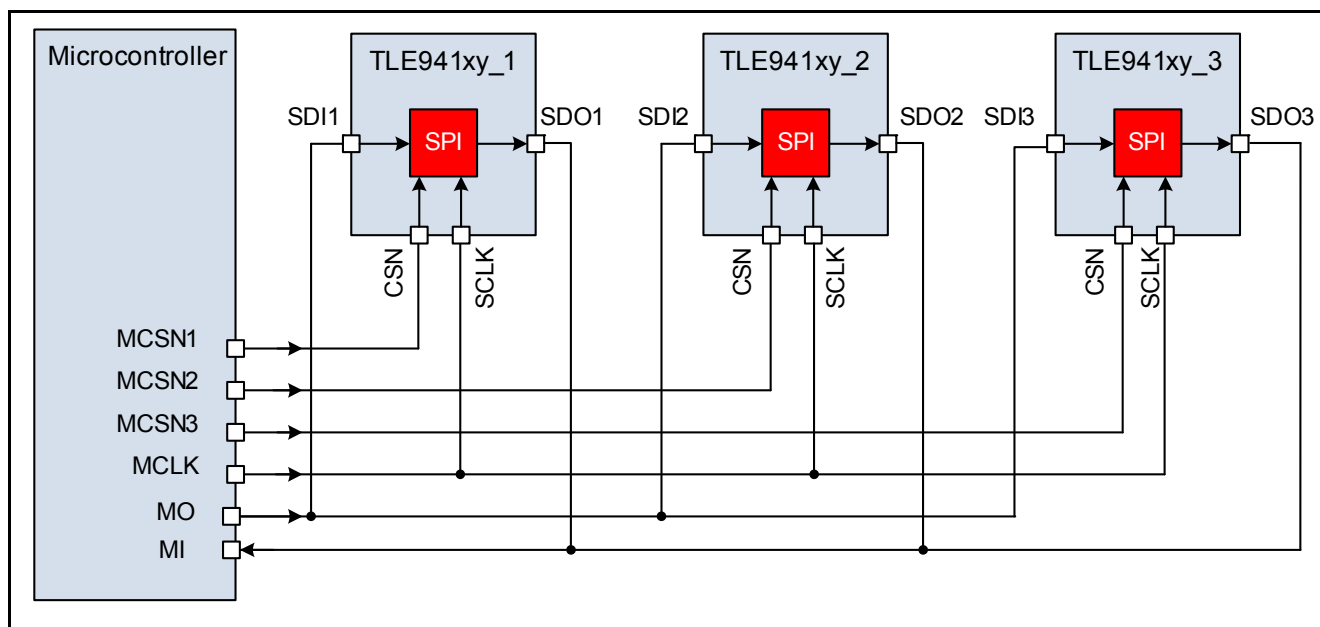 Microcontroller
TLE941xy_1
TLE941xy_2
TLE941xy_3
SDI1
SPI
SDO1
SDI2
SPI
SDO2
SDI3
SPI
SDO3
CSN
SCLK
CSN
SCLK
CSN
SCLK
MCSN1
MCSN2
MCSN3
MCLK
MO
MI